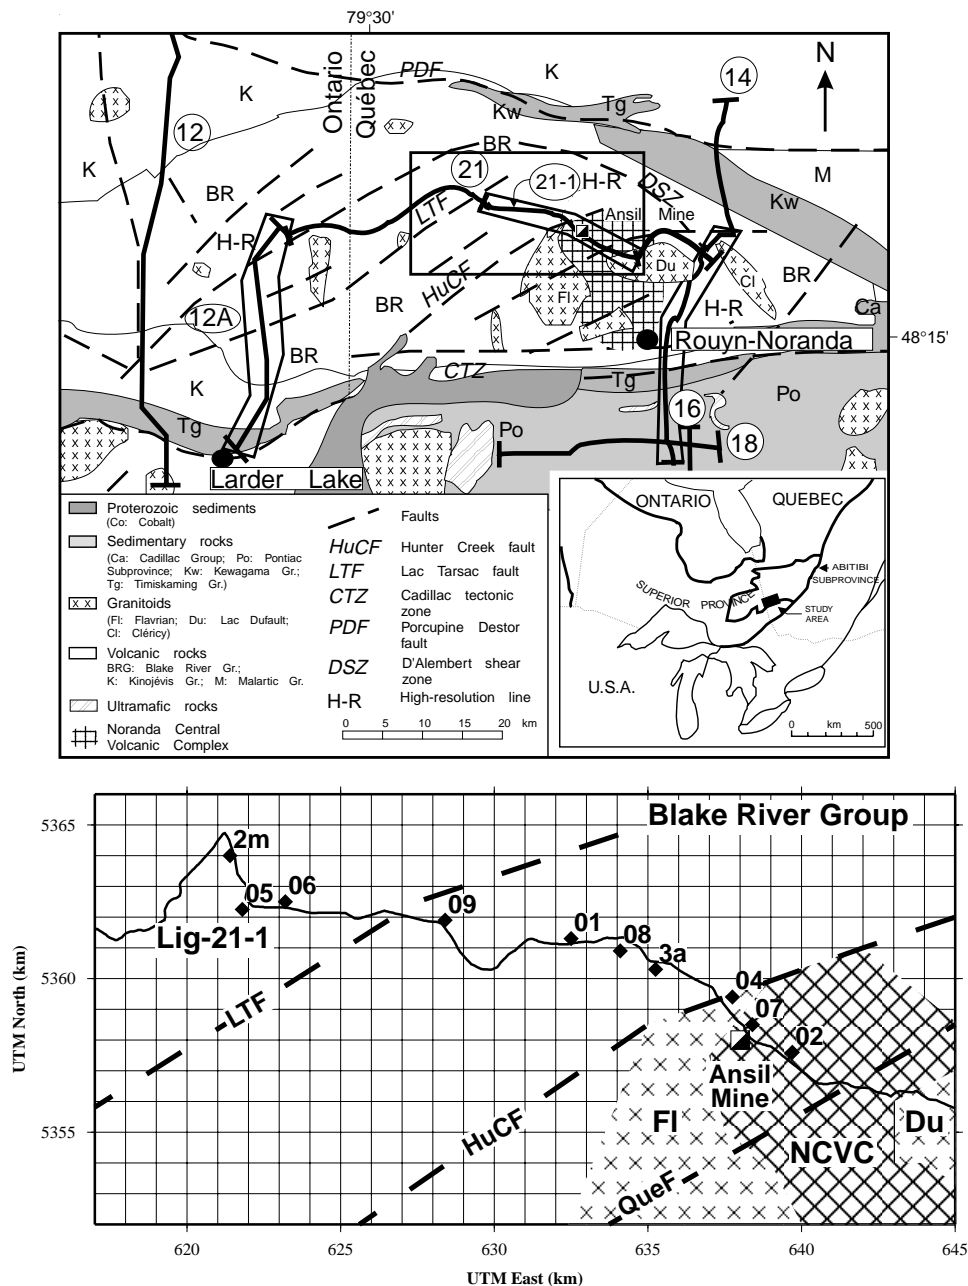 79°30'
Ontario
Québec
PDF
K
K
K
K
12
14
N
Tg
Kw
BR
BR
21
21-1
H-R
DSZ
M
Kw
LTF
Ansil Mine
H-R
HuCF
Du
Fl
Cl
BR
BR
H-R
Ca
12A
BR
Rouyn-Noranda
48°15'
CTZ
K
Tg
Tg
Po
Po
16
18
Larder Lake
Proterozoic sediments
(Co: Cobalt)
Sedimentary rocks
(Ca: Cadillac Group; Po: Pontiac
Subprovince; Kw: Kewagama Gr.;
Tg: Timiskaming Gr.)
Granitoids
(Fl: Flavrian; Du: Lac Dufault;
Cl: Cléricy)
Volcanic rocks
BRG: Blake River Gr.;
K: Kinojévis Gr.; M: Malartic Gr.
Ultramafic rocks
Noranda Central
Volcanic Complex
Faults
HuCF Hunter Creek fault
LTF Lac Tarsac fault
CTZ Cadillac tectonic
zone
PDF Porcupine Destor
fault
DSZ D'Alembert shear
zone
H-R High-resolution line
0 5 10 15 20 km
ONTARIO
QUEBEC
ABITIBI
SUBPROVINCE
SUPERIOR PROVINCE
STUDY
AREA
U.S.A.
0 km 500
5365
5360
5355
UTM North (km)
Blake River Group
2m
05
06
09
01
08
3a
04
07
02
Lig-21-1
LTF
HuCF
QueF
Ansil
Mine
Fl
NCVC
Du
620 625 630 635 640 645
UTM East (km)